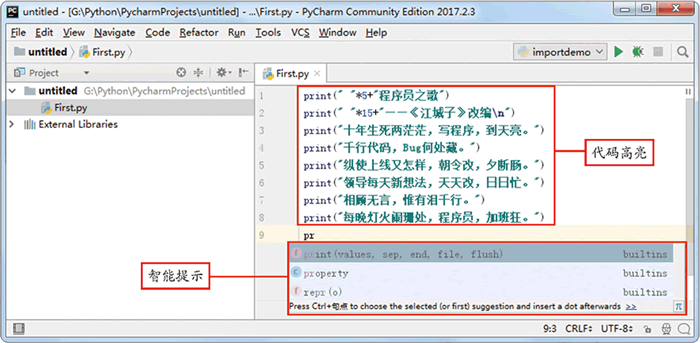 untitled - [G:\Python\PycharmProjects\untitled] - ...\First.py - PyCharm Community Edition 2017.2.3
File Edit View Navigate Code Refactor Run Tools VCS Window Help
untitled First.py importdemo
Project First.py
untitled G:\Python\PycharmProjects\untitled
First.py
External Libraries
1 print(" "*5+"程序员之歌")
2 print(" "*15+"——《江城子》改编\n")
3 print("十年生死两茫茫，写程序，到天亮。")
4 print("千行代码，Bug何处藏。")
5 print("纵使上线又怎样，朝令改，夕断肠。")
6 print("领导每天新想法，天天改，日日忙。")
7 print("相顾无言，惟有泪千行。")
8 print("每晚灯火阑珊处，程序员，加班狂。")
9 pr
代码高亮
智能提示
f print(values, sep, end, file, flush) builtins
C property builtins
f repr(o) builtins
Press Ctrl+句点 to choose the selected (or first) suggestion and insert a dot afterwards >> π
9:3 CRLF÷ UTF-8÷